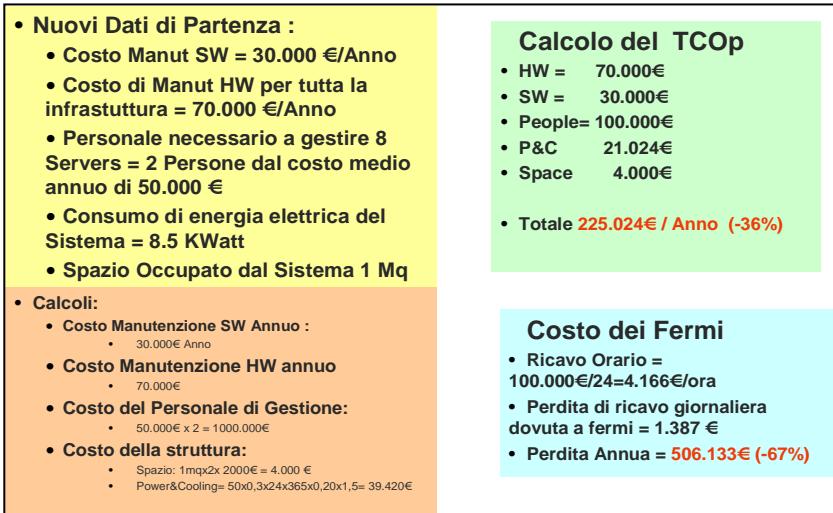 • Nuovi Dati di Partenza :
• Costo Manut SW = 30.000 €/Anno
• Costo di Manut HW per tutta la
infrastuttura = 70.000 €/Anno
• Personale necessario a gestire 8
Servers = 2 Persone dal costo medio
annuo di 50.000 €
• Consumo di energia elettrica del
Sistema = 8.5 KWatt
• Spazio Occupato dal Sistema 1 Mq
• Calcoli:
• Costo Manutenzione SW Annuo :
• 30.000€ Anno
• Costo Manutenzione HW annuo
• 70.000€
• Costo del Personale di Gestione:
• 50.000€ x 2 = 1000.000€
• Costo della struttura:
• Spazio: 1mqx2x 2000€ = 4.000 €
• Power&Cooling= 50x0,3x24x365x0,20x1,5= 39.420€
Calcolo del TCOp
• HW = 70.000€
• SW = 30.000€
• People= 100.000€
• P&C 21.024€
• Space 4.000€
• Totale 225.024€ / Anno (-36%)
Costo dei Fermi
• Ricavo Orario =
100.000€/24=4.166€/ora
• Perdita di ricavo giornaliera
dovuta a fermi = 1.387 €
• Perdita Annua = 506.133€ (-67%)